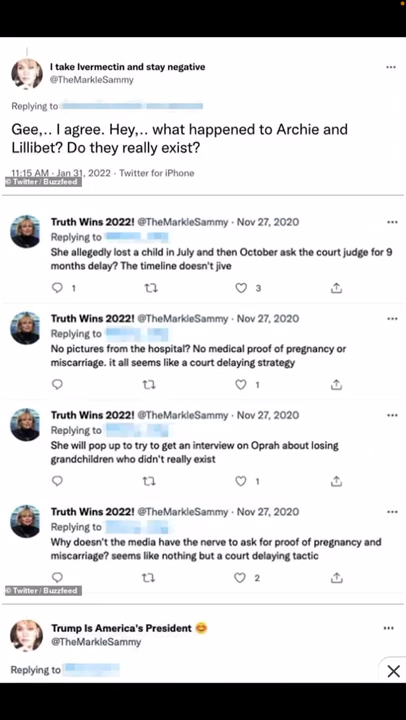 I take Ivermectin and stay negative
@TheMarkleSammy
Replying to
Gee,.. I agree. Hey,.. what happened to Archie and
Lillibet? Do they really exist?
11:15 AM · Jan 31, 2022 · Twitter for iPhone
© Twitter / Buzzfeed
Truth Wins 2022! @TheMarkleSammy · Nov 27, 2020
Replying to
She allegedly lost a child in July and then October ask the court judge for 9
months delay? The timeline doesn't jive
1
3
Truth Wins 2022! @TheMarkleSammy · Nov 27, 2020
Replying to
No pictures from the hospital? No medical proof of pregnancy or
miscarriage. it all seems like a court delaying strategy
1
Truth Wins 2022! @TheMarkleSammy · Nov 27, 2020
Replying to
She will pop up to try to get an interview on Oprah about losing
grandchildren who didn't really exist
1
Truth Wins 2022! @TheMarkleSammy · Nov 27, 2020
Replying to
Why doesn't the media have the nerve to ask for proof of pregnancy and
miscarriage? seems like nothing but a court delaying tactic
2
© Twitter / Buzzfeed
Trump Is America's President 😊
@TheMarkleSammy
Replying to